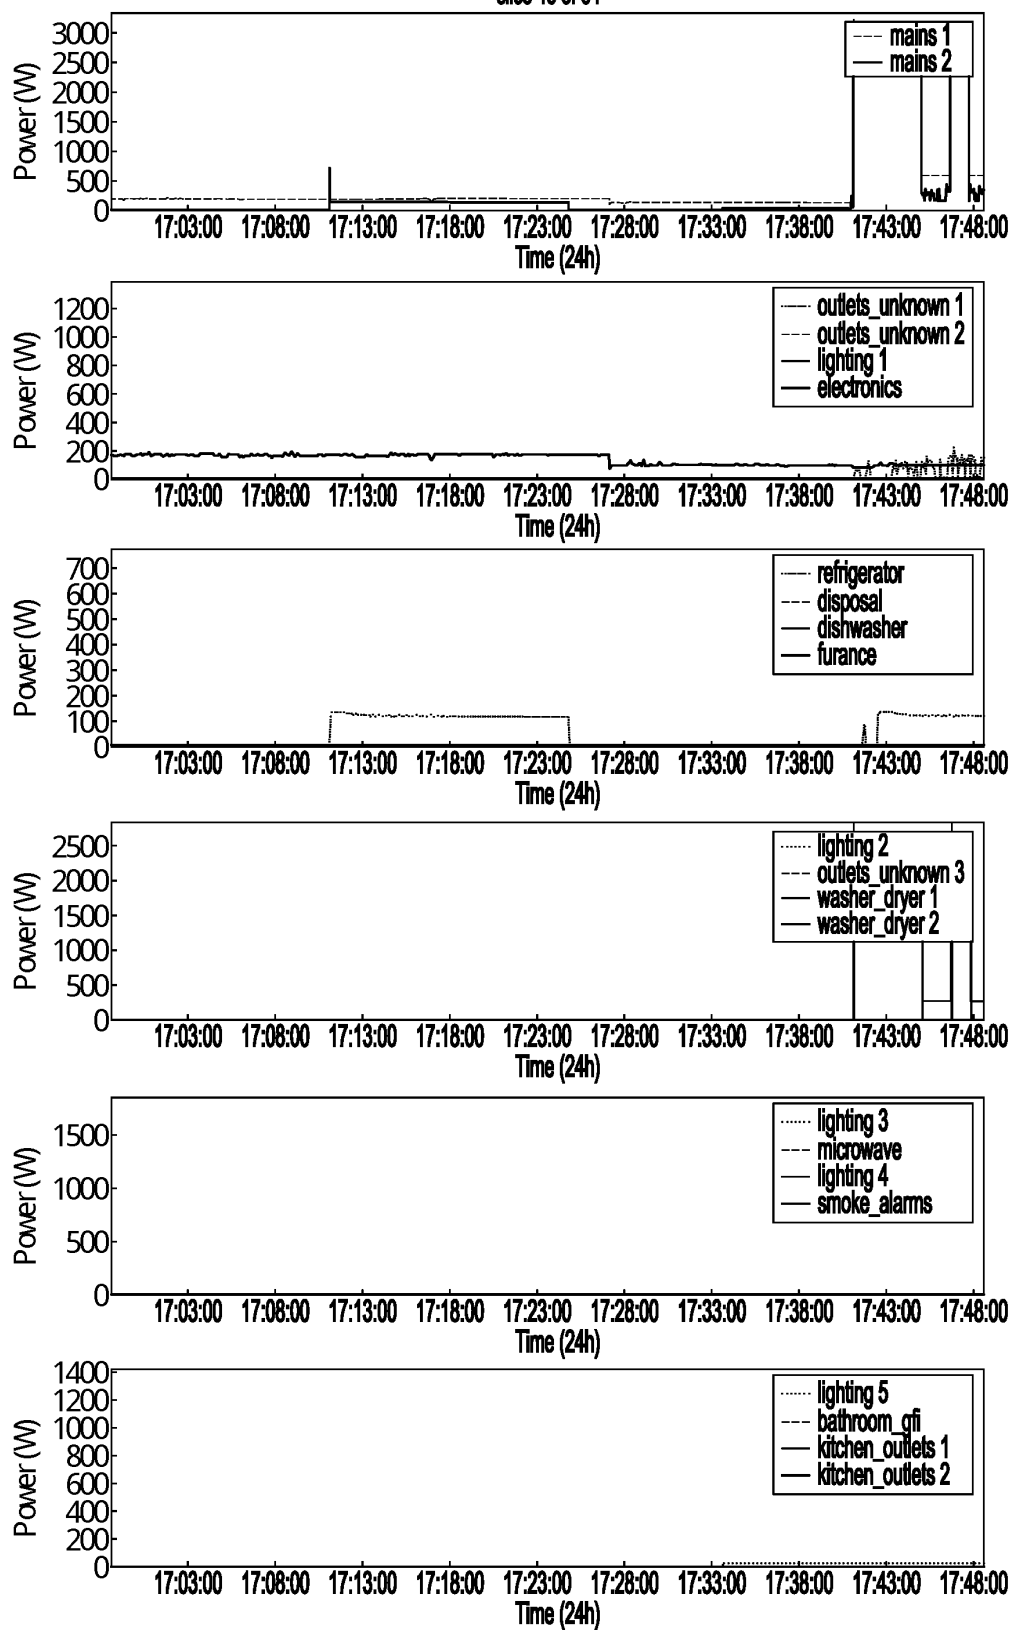 3000
2500
2000
1500
1000
500
0
Power (W)
mains 1
mains 2
17:03:00 17:08:00 17:13:00 17:18:00 17:23:00 17:28:00 17:33:00 17:38:00 17:43:00 17:48:00
Time (24h)
1200
1000
800
600
400
200
0
Power (W)
outlets_unknown 1
outlets_unknown 2
lighting 1
electronics
17:03:00 17:08:00 17:13:00 17:18:00 17:23:00 17:28:00 17:33:00 17:38:00 17:43:00 17:48:00
Time (24h)
700
600
500
400
300
200
100
0
Power (W)
refrigerator
disposal
dishwasher
furance
17:03:00 17:08:00 17:13:00 17:18:00 17:23:00 17:28:00 17:33:00 17:38:00 17:43:00 17:48:00
Time (24h)
2500
2000
1500
1000
500
0
Power (W)
lighting 2
outlets_unknown 3
washer_dryer 1
washer_dryer 2
17:03:00 17:08:00 17:13:00 17:18:00 17:23:00 17:28:00 17:33:00 17:38:00 17:43:00 17:48:00
Time (24h)
1500
1000
500
0
Power (W)
lighting 3
microwave
lighting 4
smoke_alarms
17:03:00 17:08:00 17:13:00 17:18:00 17:23:00 17:28:00 17:33:00 17:38:00 17:43:00 17:48:00
Time (24h)
1400
1200
1000
800
600
400
200
0
Power (W)
lighting 5
bathroom_gfi
kitchen_outlets 1
kitchen_outlets 2
17:03:00 17:08:00 17:13:00 17:18:00 17:23:00 17:28:00 17:33:00 17:38:00 17:43:00 17:48:00
Time (24h)